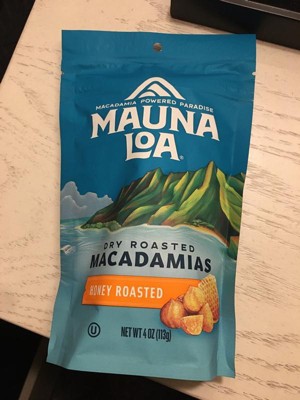 MACADAMIA POWERED PARADISE
MAUNA
LOA®
DRY ROASTED
MACADAMIAS
HONEY ROASTED
U
NET WT 4 OZ (113g)